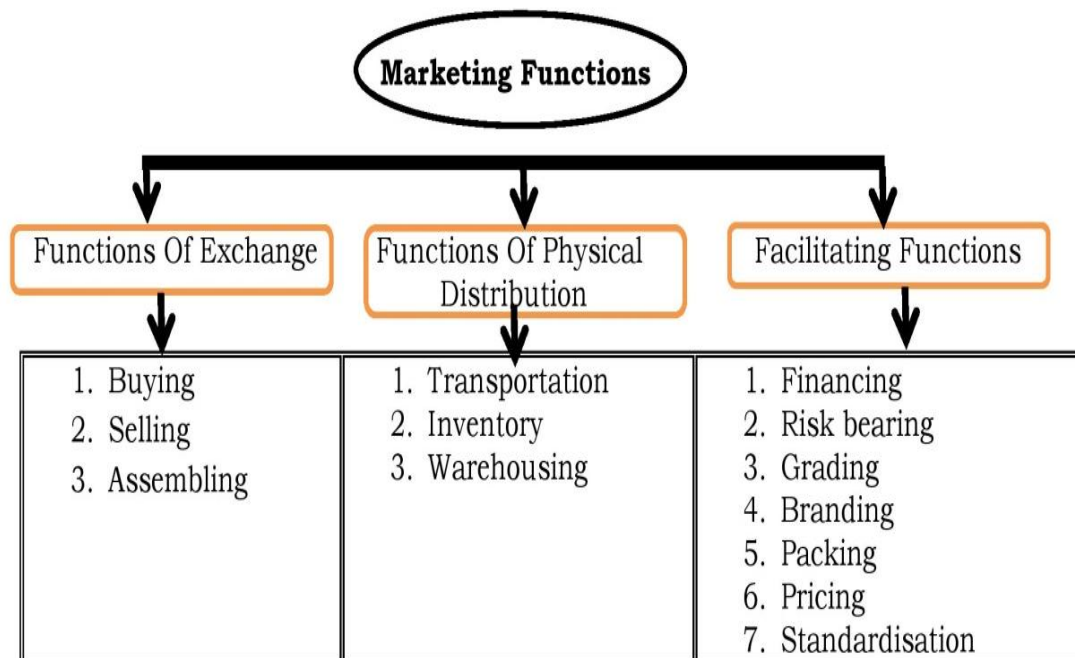 Marketing Functions
Functions Of Exchange
Functions Of Physical
Distribution
Facilitating Functions
1. Buying
2. Selling
3. Assembling
1. Transportation
2. Inventory
3. Warehousing
1. Financing
2. Risk bearing
3. Grading
4. Branding
5. Packing
6. Pricing
7. Standardisation